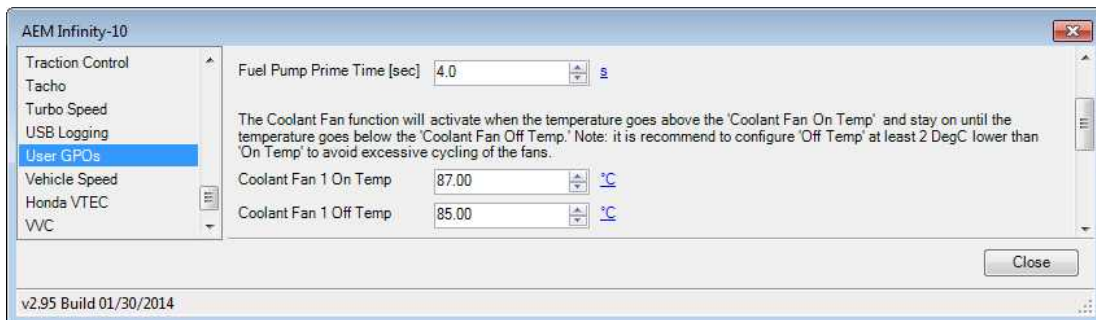 AEM Infinity-10
Traction Control
Tacho
Turbo Speed
USB Logging
User GPOs
Vehicle Speed
Honda VTEC
VVC
Fuel Pump Prime Time [sec] 4.0 s
The Coolant Fan function will activate when the temperature goes above the 'Coolant Fan On Temp' and stay on until the
temperature goes below the 'Coolant Fan Off Temp.' Note: it is recommend to configure 'Off Temp' at least 2 DegC lower than
'On Temp' to avoid excessive cycling of the fans.
Coolant Fan 1 On Temp 87.00 °C
Coolant Fan 1 Off Temp 85.00 °C
Close
v2.95 Build 01/30/2014